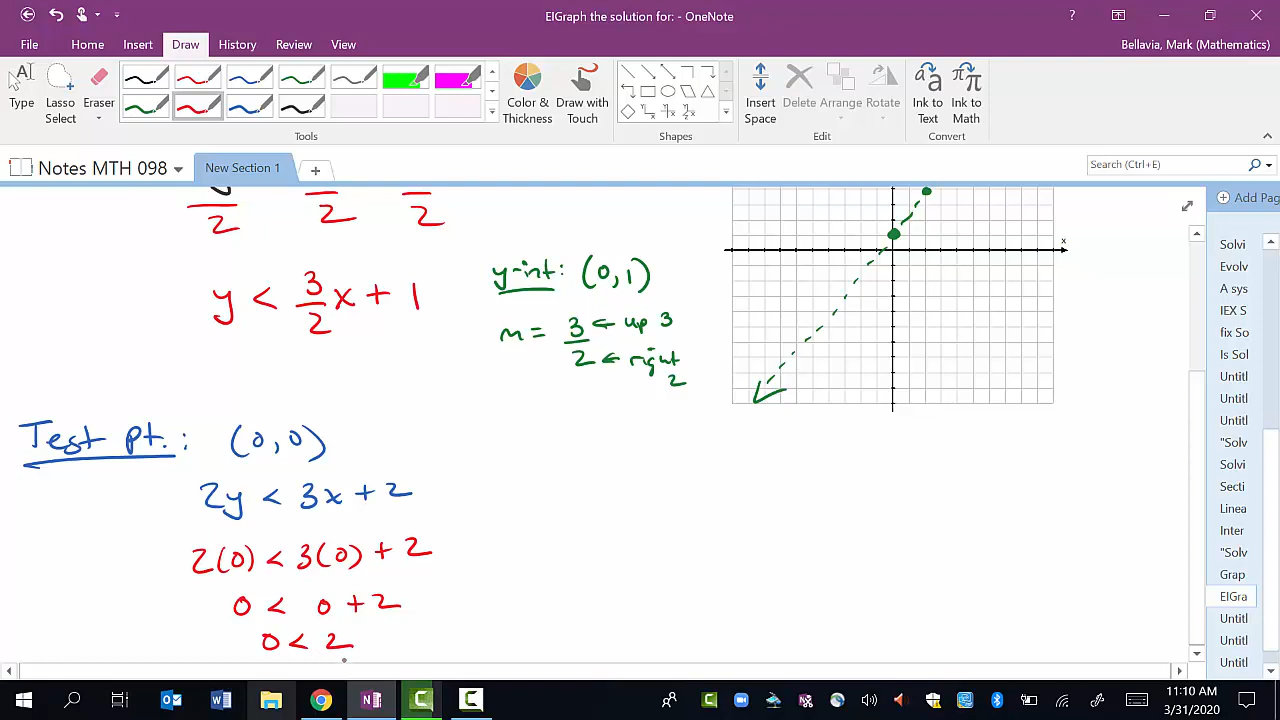 EIGraph the solution for: - OneNote
?
File Home Insert Draw History Review View
Bellavia, Mark (Mathematics)
Type
Lasso Select
Eraser
Color & Thickness
Draw with Touch
Insert Space
Delete
Arrange
Rotate
Ink to Text
Ink to Math
Tools
Shapes
Edit
Convert
Notes MTH 098
New Section 1
Search (Ctrl+E)
Add Pag
2 2 2
y < 3/2 x + 1
y-int: (0,1)
m = 3/2
3 ← up 3
2 ← right 2
x
Test pt.: (0,0)
2y < 3x + 2
2(0) < 3(0) + 2
0 < 0 + 2
0 < 2
Solvi
Evolv
A sys
IEX S
fix So
Is Sol
Untitl
Untitl
Untitl
"Solv
Solvi
Secti
Linea
Inter
"Solv
Grap
EIGra
Untitl
Untitl
Untitl
11:10 AM
3/31/2020